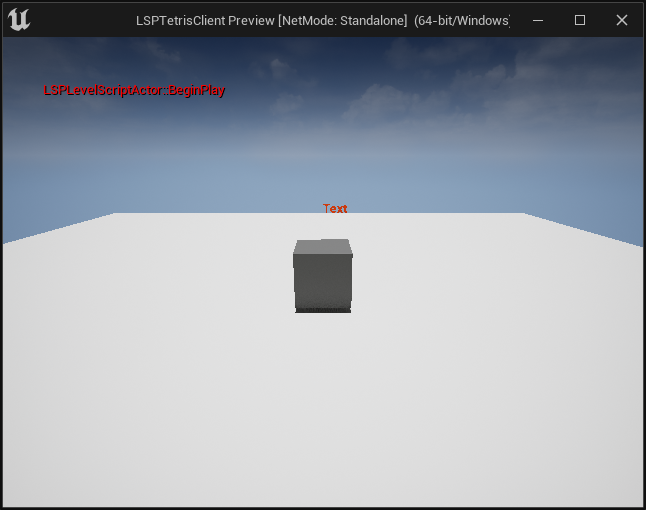 LSPTetrisClient Preview [NetMode: Standalone] (64-bit/Windows)
LSPLevelScriptActor::BeginPlay
Text